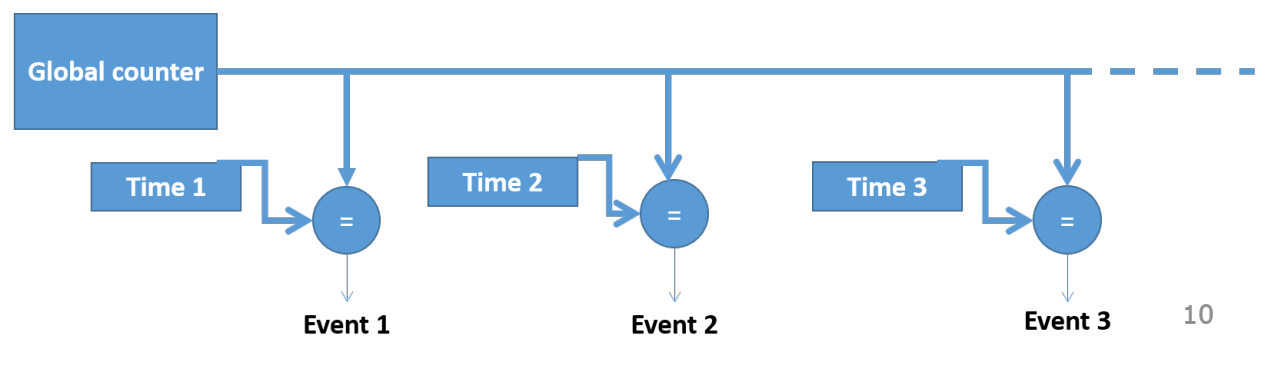 Global counter
Time 1
Time 2
Time 3
=
=
=
Event 1
Event 2
Event 3
10